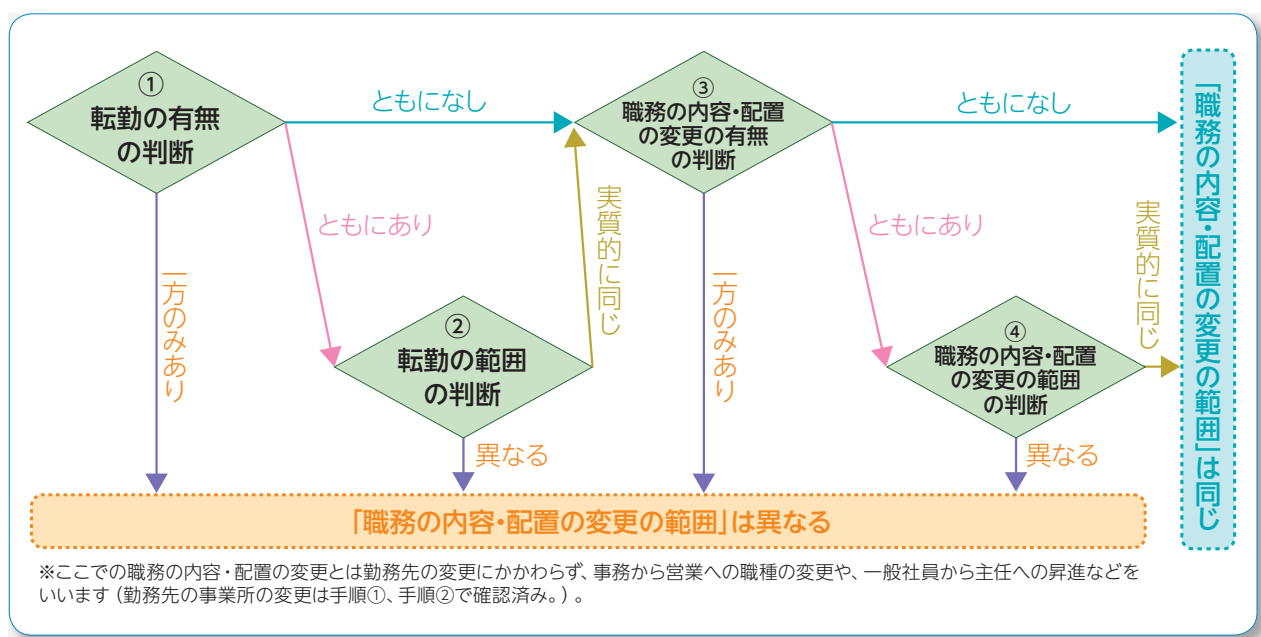 ①
転勤の有無
の判断
ともになし
③
職務の内容・配置
の変更の有無
の判断
ともになし
ともにあり
実質的に同じ
ともにあり
実質的に同じ
一方のみあり
②
転勤の範囲
の判断
一方のみあり
④
職務の内容・配置
の変更の範囲
の判断
異なる
異なる
「職務の内容・配置の変更の範囲」は同じ
「職務の内容・配置の変更の範囲」は異なる
※ここでの職務の内容・配置の変更とは勤務先の変更にかかわらず、事務から営業への職種の変更や、一般社員から主任への昇進などを
いいます（勤務先の事業所の変更は手順①、手順②で確認済み。）。